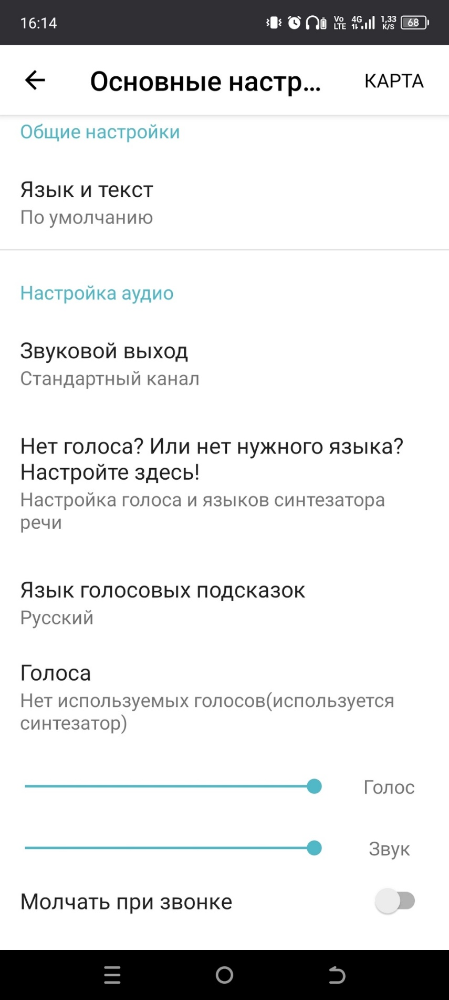 16:14
Vo LTE 4G 1,33 K/S 68
Основные настр... КАРТА
Общие настройки
Язык и текст
По умолчанию
Настройка аудио
Звуковой выход
Стандартный канал
Нет голоса? Или нет нужного языка?
Настройте здесь!
Настройка голоса и языков синтезатора
речи
Язык голосовых подсказок
Русский
Голоса
Нет используемых голосов(используется
синтезатор)
Голос
Звук
Молчать при звонке